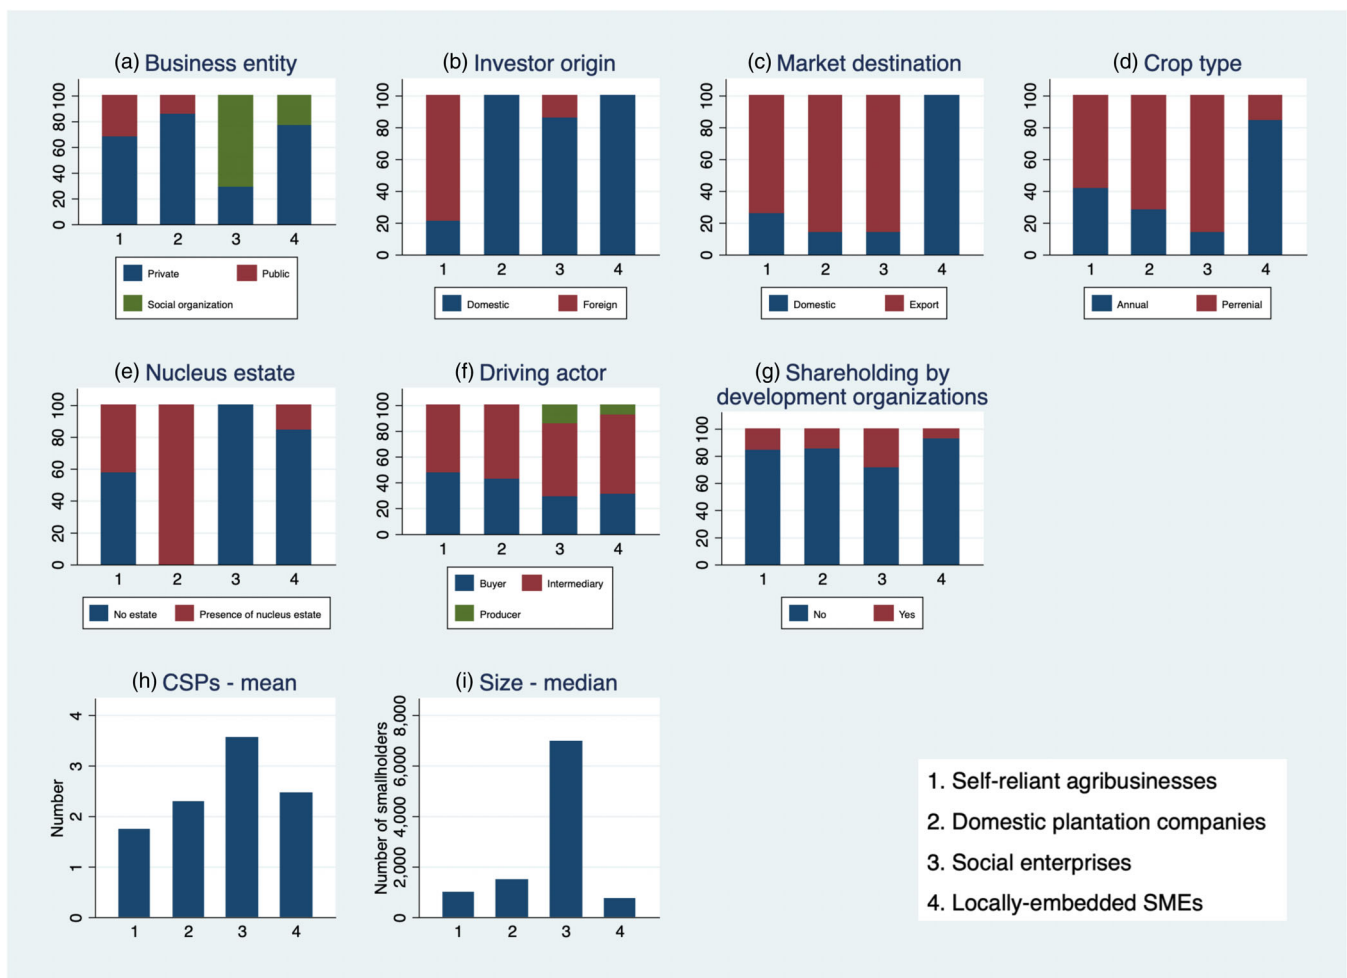 (a) Business entity
0 20 40 60 80 100
1 2 3 4
Private Public
Social organization
(b) Investor origin
0 20 40 60 80 100
1 2 3 4
Domestic Foreign
(c) Market destination
0 20 40 60 80 100
1 2 3 4
Domestic Export
(d) Crop type
0 20 40 60 80 100
1 2 3 4
Annual Perrenial
(e) Nucleus estate
0 20 40 60 80 100
1 2 3 4
No estate Presence of nucleus estate
(f) Driving actor
0 20 40 60 80 100
1 2 3 4
Buyer Intermediary
Producer
(g) Shareholding by
development organizations
0 20 40 60 80 100
1 2 3 4
No Yes
(h) CSPs - mean
Number
0 1 2 3 4
1 2 3 4
(i) Size - median
Number of smallholders
0 2,000 4,000 6,000 8,000
1 2 3 4
1. Self-reliant agribusinesses
2. Domestic plantation companies
3. Social enterprises
4. Locally-embedded SMEs